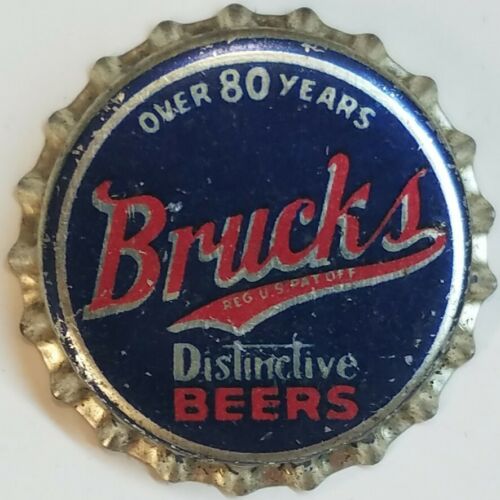 OVER 80 YEARS
Brucks
REG U.S. PAT OFF
Distinctive
BEERS